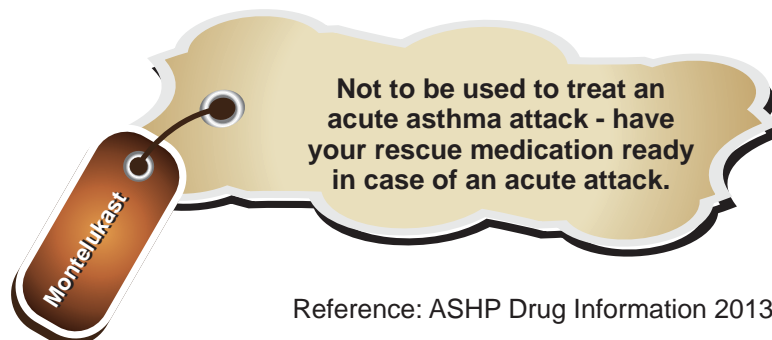 Not to be used to treat an
acute asthma attack - have
your rescue medication ready
in case of an acute attack.
Montelukast
Reference: ASHP Drug Information 2013